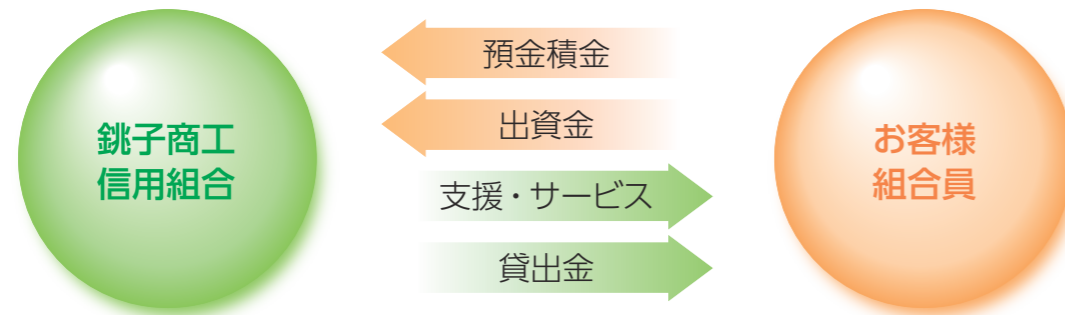 銚子商工
信用組合
預金積金
出資金
支援・サービス
貸出金
お客様
組合員